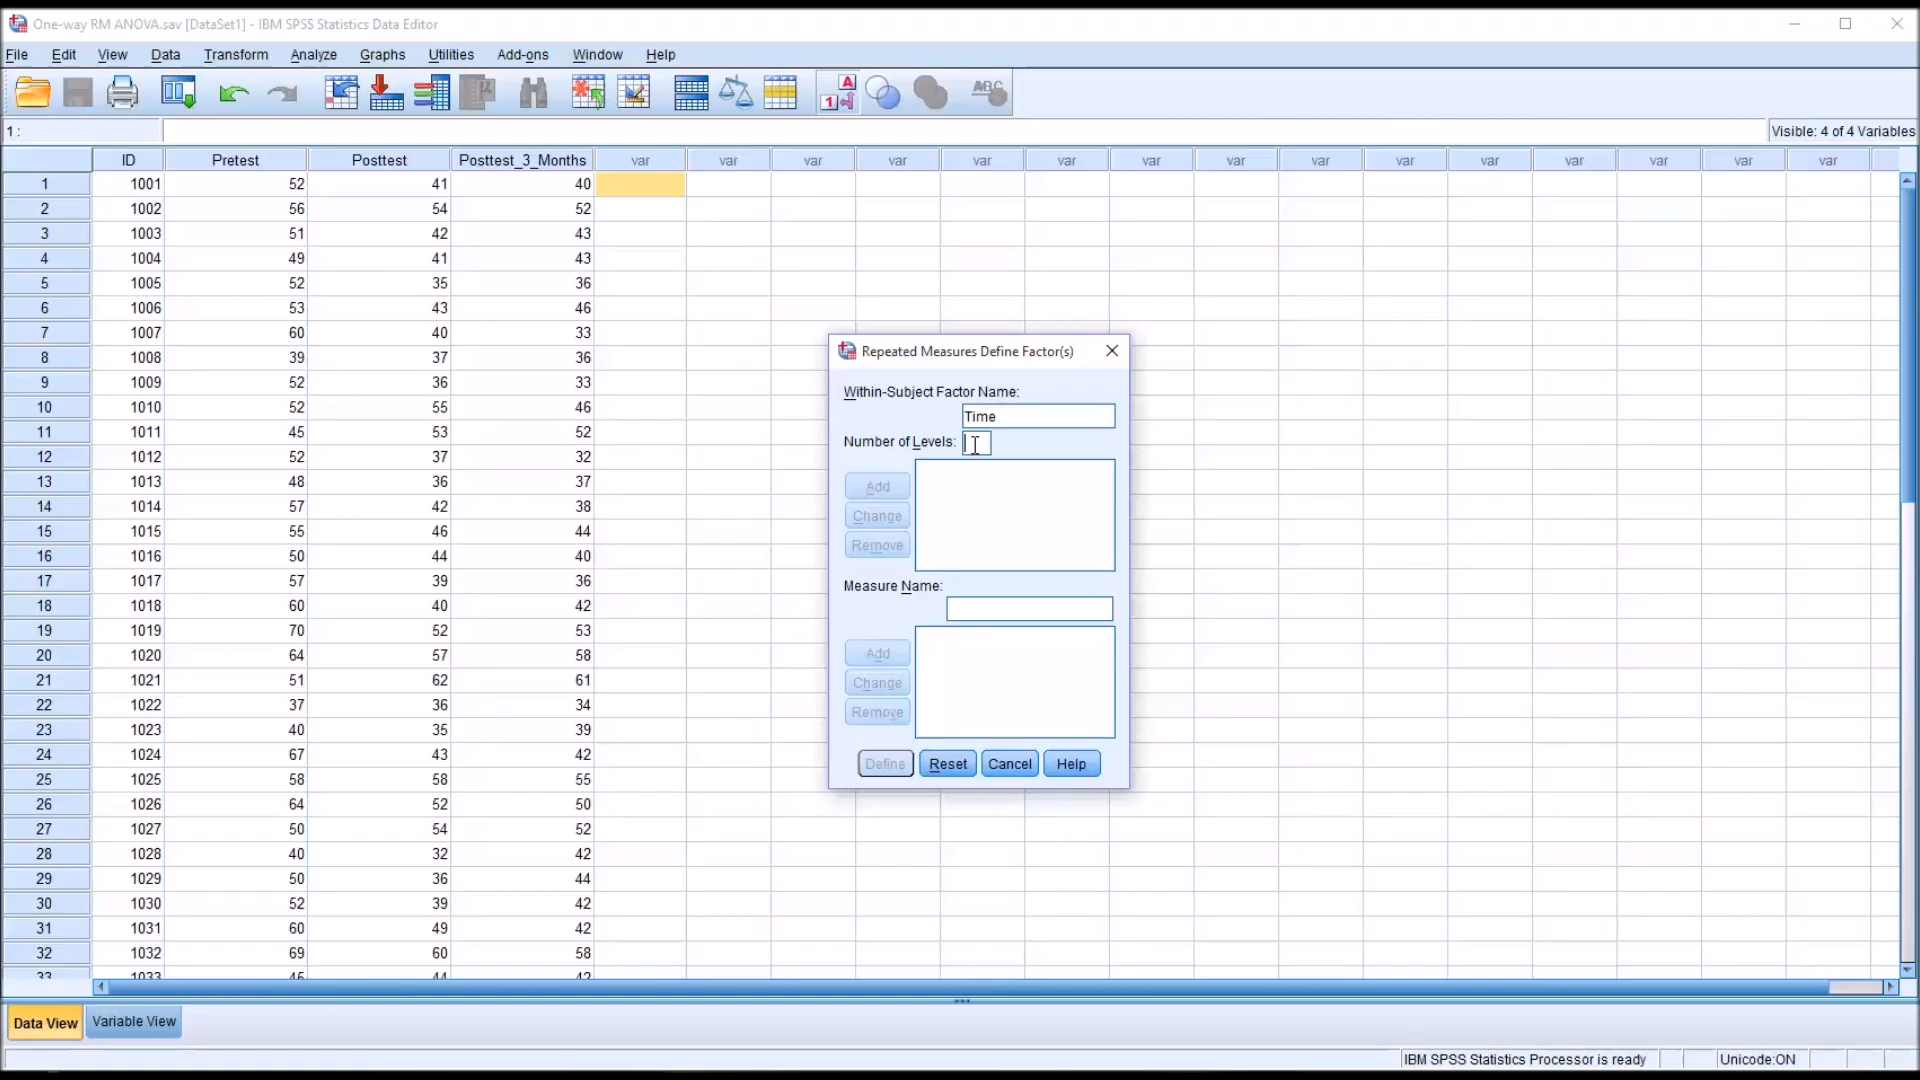 One-way RM ANOVA.sav [DataSet1] - IBM SPSS Statistics Data Editor
File Edit View Data Transform Analyze Graphs Utilities Add-ons Window Help
1 A ABC
1 : Visible: 4 of 4 Variables
ID Pretest Posttest Posttest_3_Months var var var var var var var var var var var var var var var
1 1001 52 41 40
2 1002 56 54 52
3 1003 51 42 43
4 1004 49 41 43
5 1005 52 35 36
6 1006 53 43 46
7 1007 60 40 33
8 1008 39 37 36
9 1009 52 36 33
10 1010 52 55 46
11 1011 45 53 52
12 1012 52 37 32
13 1013 48 36 37
14 1014 57 42 38
15 1015 55 46 44
16 1016 50 44 40
17 1017 57 39 36
18 1018 60 40 42
19 1019 70 52 53
20 1020 64 57 58
21 1021 51 62 61
22 1022 37 36 34
23 1023 40 35 39
24 1024 67 43 42
25 1025 58 58 55
26 1026 64 52 50
27 1027 50 54 52
28 1028 40 32 42
29 1029 50 36 44
30 1030 52 39 42
31 1031 60 49 42
32 1032 69 60 58
33 1033 46 44 42
Repeated Measures Define Factor(s)
Within-Subject Factor Name:
Time
Number of Levels:
Add
Change
Remove
Measure Name:
Add
Change
Remove
Define Reset Cancel Help
Data View Variable View
IBM SPSS Statistics Processor is ready Unicode:ON